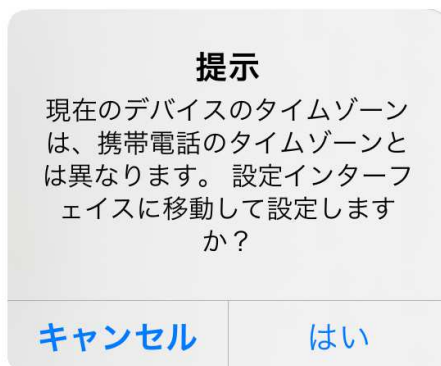 提示
現在のデバイスのタイムゾーン
は、携帯電話のタイムゾーンと
は異なります。 設定インターフ
ェイスに移動して設定します
か？
キャンセル
はい